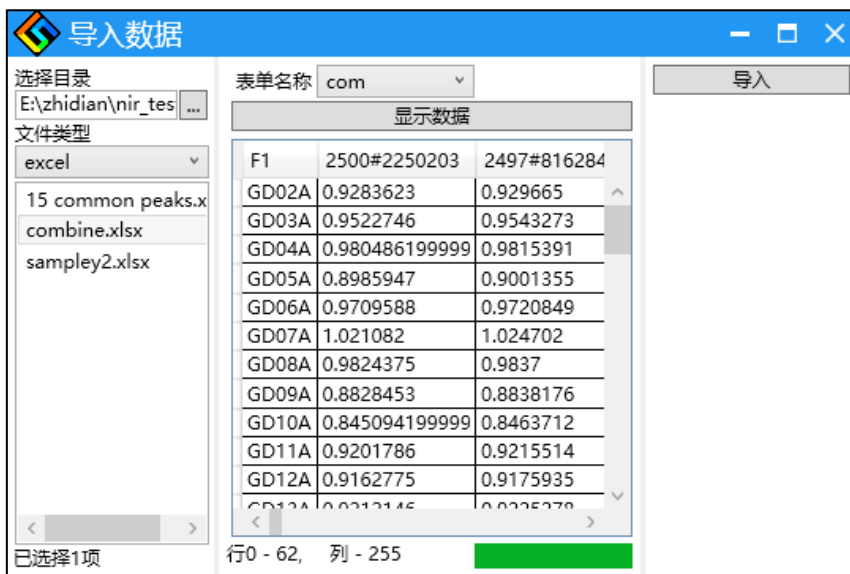 导入数据
选择目录
E:\zhidian\nir_tes ...
文件类型
excel
15 common peaks.x
combine.xlsx
sampley2.xlsx
已选择1项
表单名称 com
显示数据
F1 2500#2250203 2497#816284
GD02A 0.9283623 0.929665
GD03A 0.9522746 0.9543273
GD04A 0.980486199999 0.9815391
GD05A 0.8985947 0.9001355
GD06A 0.9709588 0.9720849
GD07A 1.021082 1.024702
GD08A 0.9824375 0.9837
GD09A 0.8828453 0.8838176
GD10A 0.845094199999 0.8463712
GD11A 0.9201786 0.9215514
GD12A 0.9162775 0.9175935
行0 - 62, 列 - 255
导入